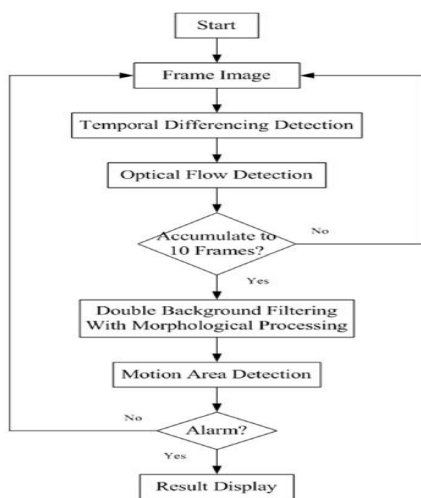 Start
Frame Image
Temporal Differencing Detection
Optical Flow Detection
Accumulate to
10 Frames?
No
Yes
Double Background Filtering
With Morphological Processing
Motion Area Detection
No
Alarm?
Yes
Result Display